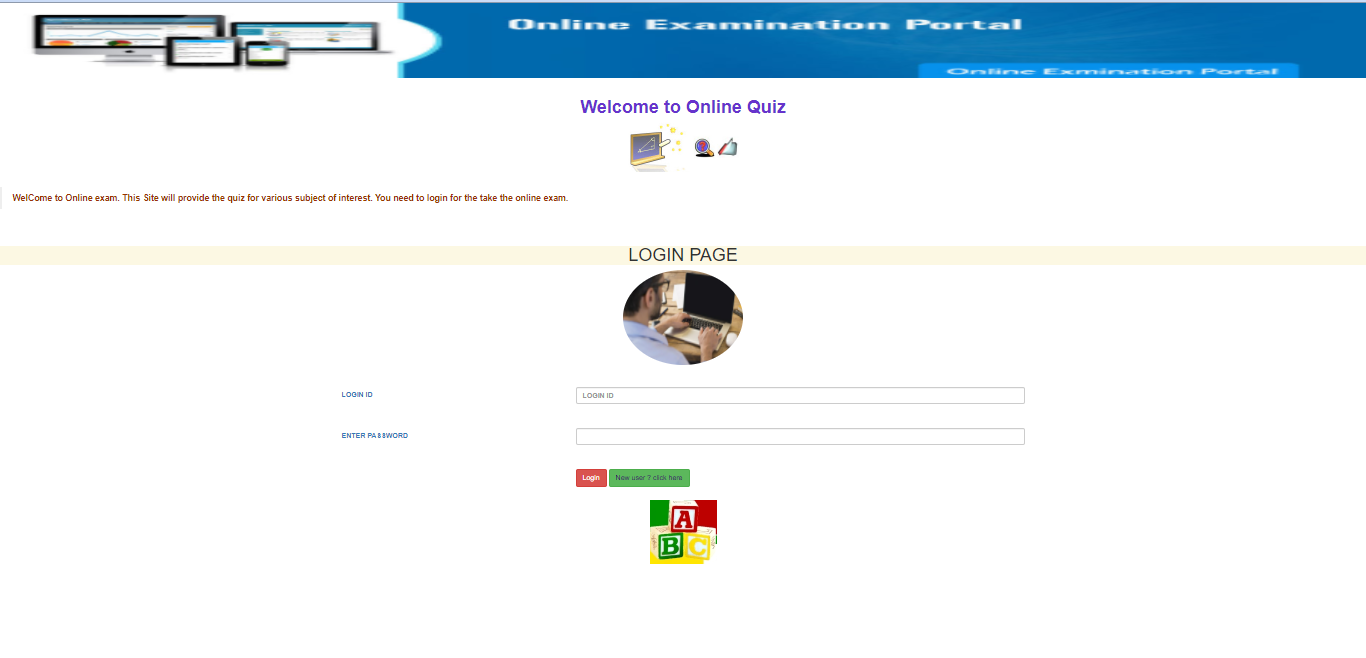 Online Examination Portal
Online Exmination Portal
Welcome to Online Quiz
WelCome to Online exam. This Site will provide the quiz for various subject of interest. You need to login for the take the online exam.
LOGIN PAGE
LOGIN ID
LOGIN ID
ENTER PASSWORD
Login
New user ? click here
A
B C